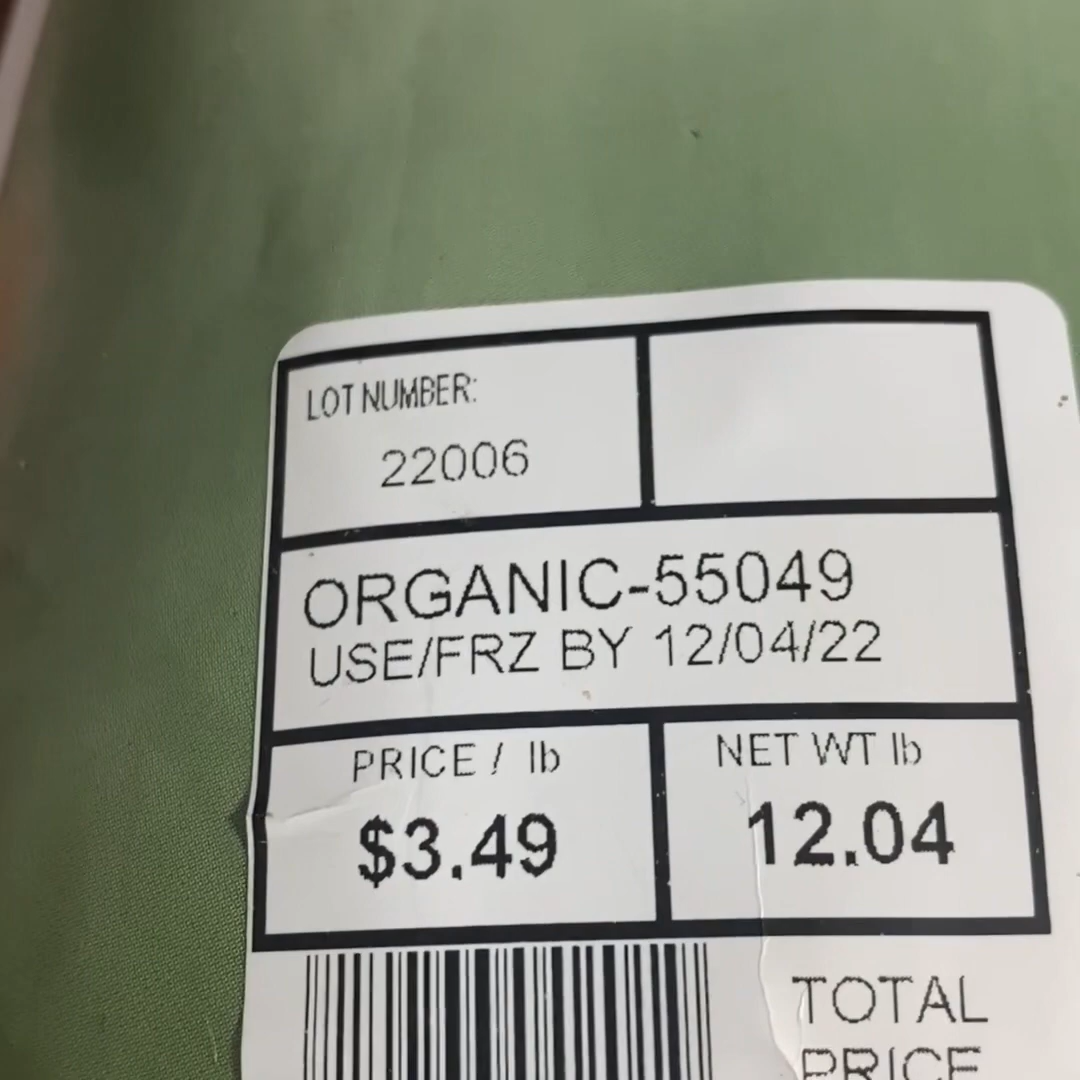 LOT NUMBER:
22006
ORGANIC-55049
USE/FRZ BY 12/04/22
PRICE / lb
NET WT lb
$3.49
12.04
TOTAL
PRICE